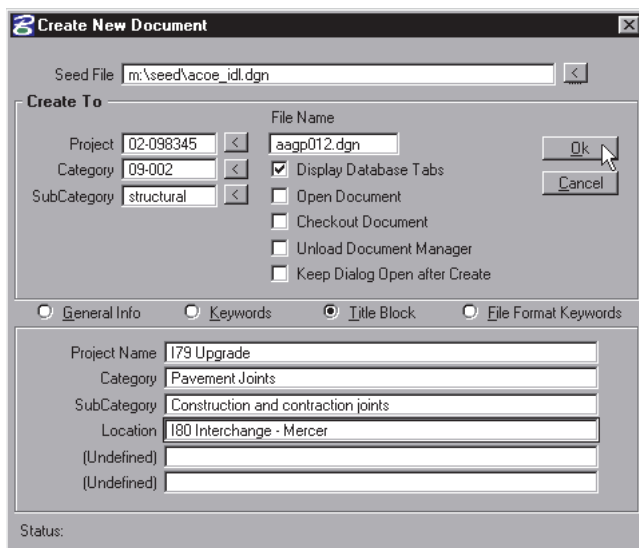 Create New Document
Seed File m:\seed\acoe_idl.dgn <
Create To
File Name
Project 02-098345 < aagp012.dgn Ok
Category 09-002 < Display Database Tabs
Cancel
SubCategory structural < Open Document
Checkout Document
Unload Document Manager
Keep Dialog Open after Create
General Info Keywords Title Block File Format Keywords
Project Name I79 Upgrade
Category Pavement Joints
SubCategory Construction and contraction joints
Location I80 Interchange - Mercer
(Undefined)
(Undefined)
Status: